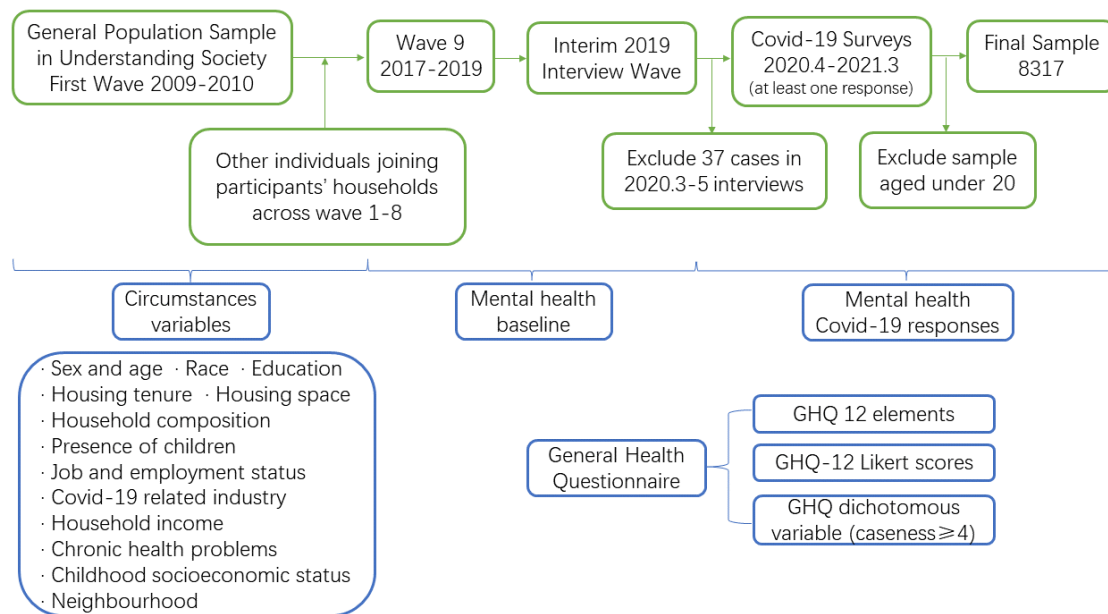 General Population Sample
in Understanding Society
First Wave 2009-2010
Wave 9
2017-2019
Interim 2019
Interview Wave
Covid-19 Surveys
2020.4-2021.3
(at least one response)
Final Sample
8317
Other individuals joining
participants' households
across wave 1-8
Exclude 37 cases in
2020.3-5 interviews
Exclude sample
aged under 20
Circumstances
variables
Mental health
baseline
Mental health
Covid-19 responses
· Sex and age · Race · Education
· Housing tenure · Housing space
· Household composition
· Presence of children
· Job and employment status
· Covid-19 related industry
· Household income
· Chronic health problems
· Childhood socioeconomic status
· Neighbourhood
General Health
Questionnaire
GHQ 12 elements
GHQ-12 Likert scores
GHQ dichotomous
variable (caseness≥4)